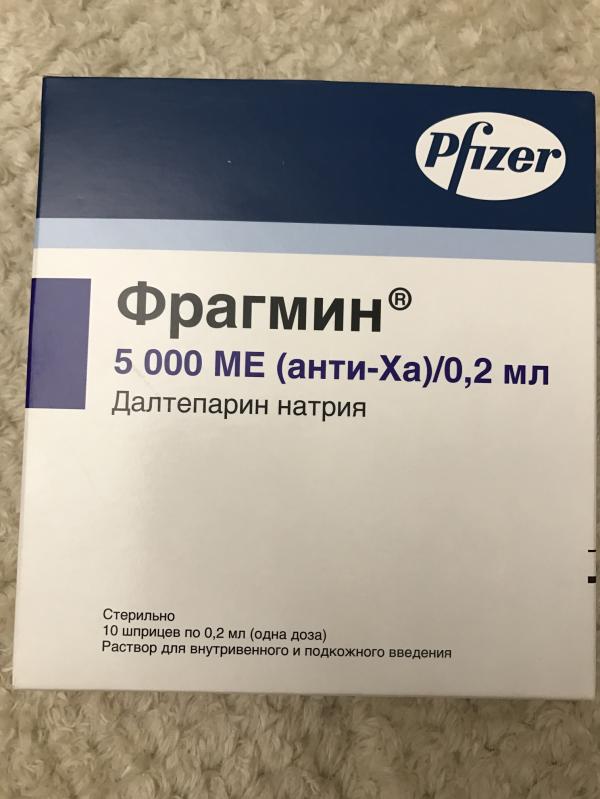 Pfizer
Фрагмин®
5 000 МЕ (анти-Ха)/0,2 мл
Далтепарин натрия
Стерильно
10 шприцев по 0,2 мл (одна доза)
Раствор для внутривенного и подкожного введения